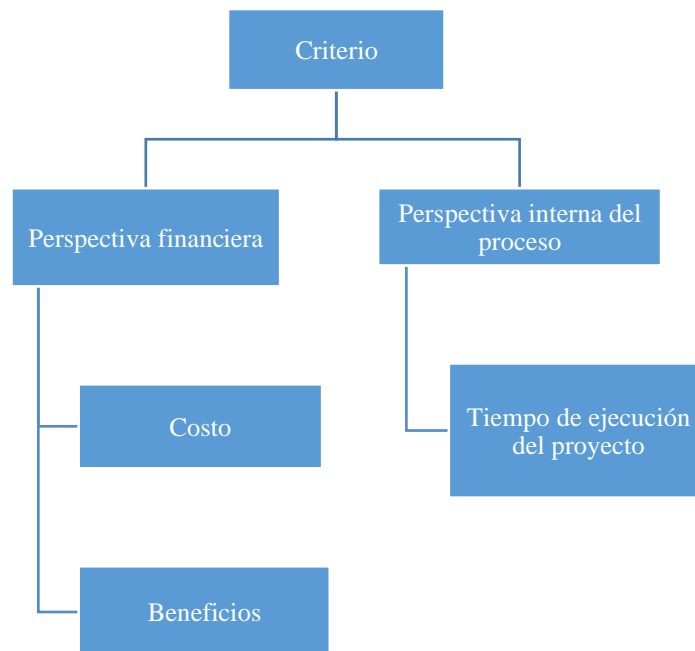 Criterio
Perspectiva financiera
Perspectiva interna del
proceso
Costo
Tiempo de ejecución
del proyecto
Beneficios